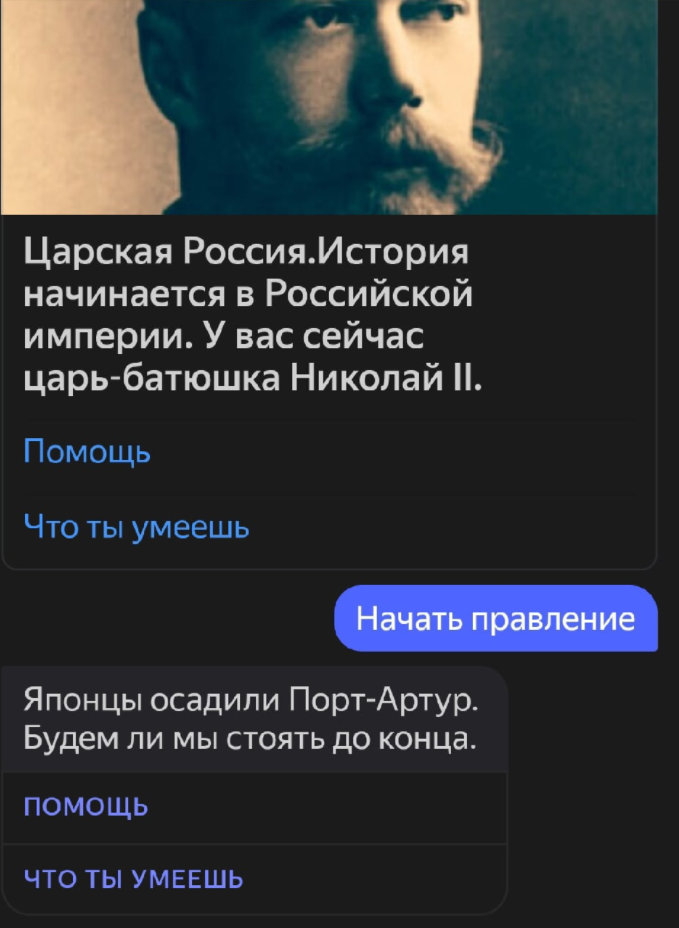 Царская Россия.История
начинается в Российской
империи. У вас сейчас
царь-батюшка Николай II.
Помощь
Что ты умеешь
Начать правление
Японцы осадили Порт-Артур.
Будем ли мы стоять до конца.
ПОМОЩЬ
ЧТО ТЫ УМЕЕШЬ